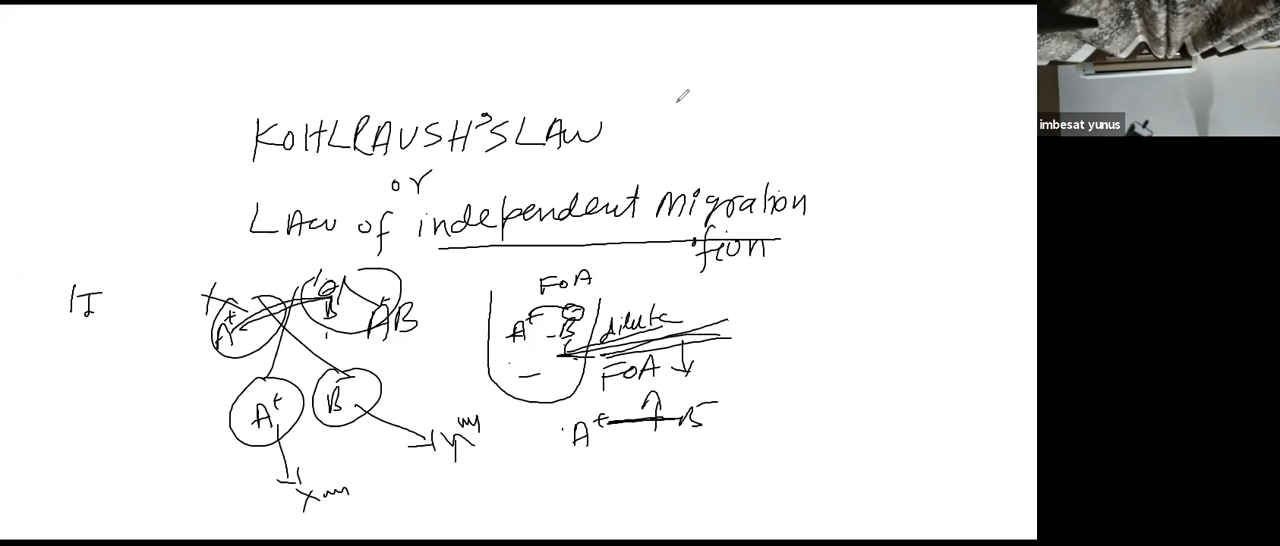 KOHLRAUSH'S LAW
or
LAW of independent Migration
tion
imbesat yunus
FOA
A+ B
AB
A+ - B
dilute
FOA ↓
A+ B
A+ B-